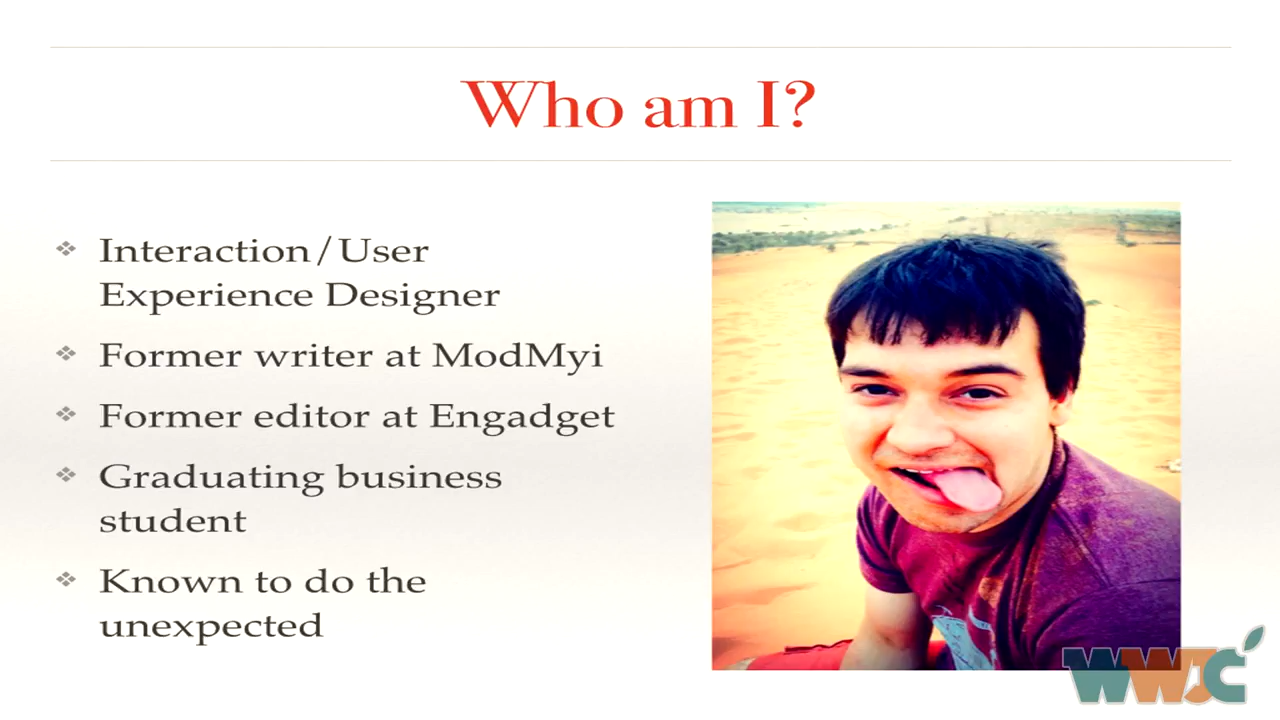 Who am I?
Interaction/User
Experience Designer
Former writer at ModMyi
Former editor at Engadget
Graduating business
student
Known to do the
unexpected
WWJC